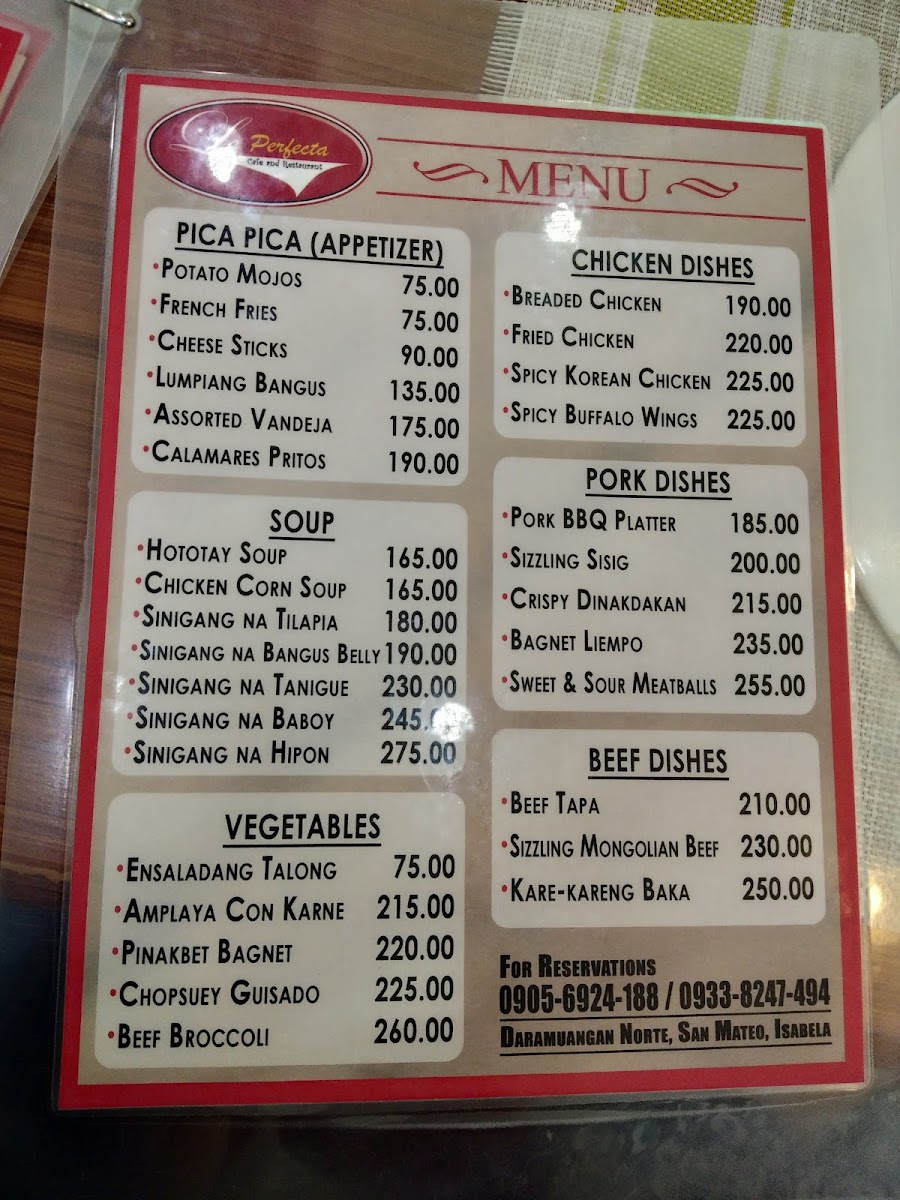 La Perfecta
Cafe and Restaurant
MENU
PICA PICA (APPETIZER)
•POTATO MOJOS 75.00
•FRENCH FRIES 75.00
•CHEESE STICKS 90.00
•LUMPIANG BANGUS 135.00
•ASSORTED VANDEJA 175.00
•CALAMARES PRITOS 190.00
SOUP
•HOTOTAY SOUP 165.00
•CHICKEN CORN SOUP 165.00
•SINIGANG NA TILAPIA 180.00
•SINIGANG NA BANGUS BELLY 190.00
•SINIGANG NA TANIGUE 230.00
•SINIGANG NA BABOY 245.00
•SINIGANG NA HIPON 275.00
VEGETABLES
•ENSALADANG TALONG 75.00
•AMPLAYA CON KARNE 215.00
•PINAKBET BAGNET 220.00
•CHOPSUEY GUISADO 225.00
•BEEF BROCCOLI 260.00
CHICKEN DISHES
•BREADED CHICKEN 190.00
•FRIED CHICKEN 220.00
•SPICY KOREAN CHICKEN 225.00
•SPICY BUFFALO WINGS 225.00
PORK DISHES
•PORK BBQ PLATTER 185.00
•SIZZLING SISIG 200.00
•CRISPY DINAKDAKAN 215.00
•BAGNET LIEMPO 235.00
•SWEET & SOUR MEATBALLS 255.00
BEEF DISHES
•BEEF TAPA 210.00
•SIZZLING MONGOLIAN BEEF 230.00
•KARE-KARENG BAKA 250.00
FOR RESERVATIONS
0905-6924-188 / 0933-8247-494
DARAMUANGAN NORTE, SAN MATEO, ISABELA